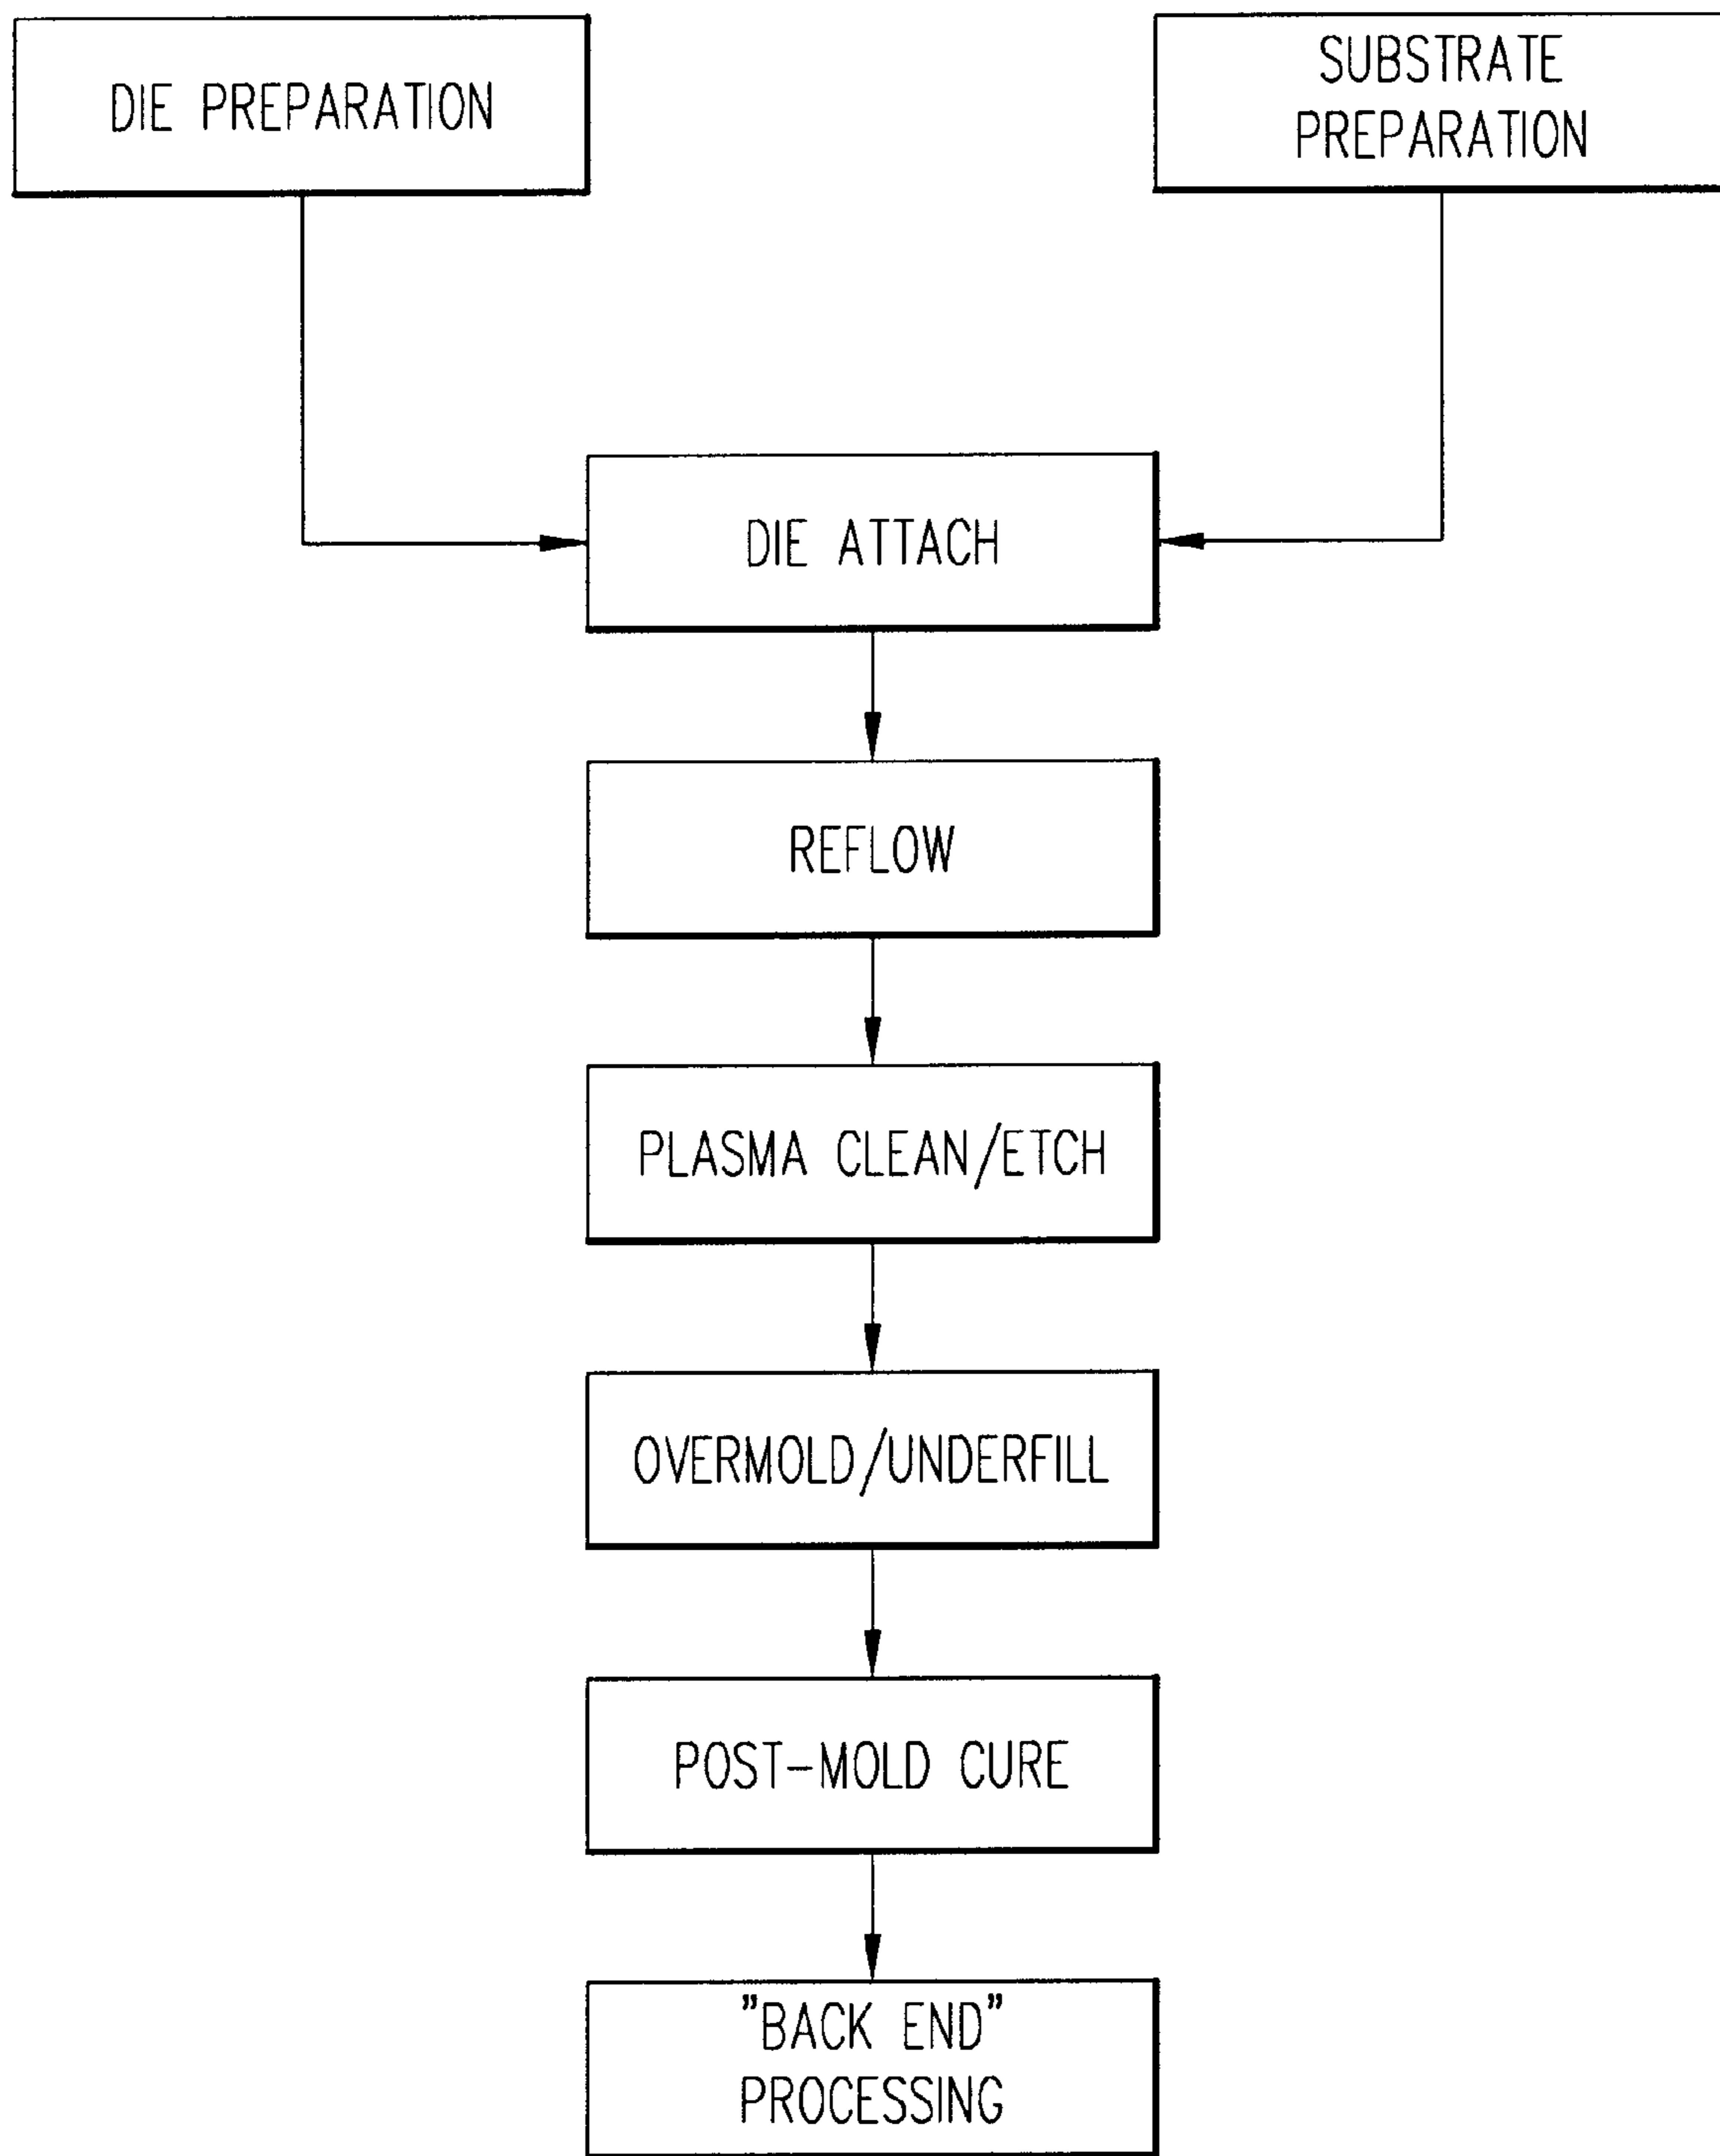 DIE PREPARATION
SUBSTRATE
PREPARATION
DIE ATTACH
REFLOW
PLASMA CLEAN/ETCH
OVERMOLD/UNDERFILL
POST-MOLD CURE
"BACK END"
PROCESSING